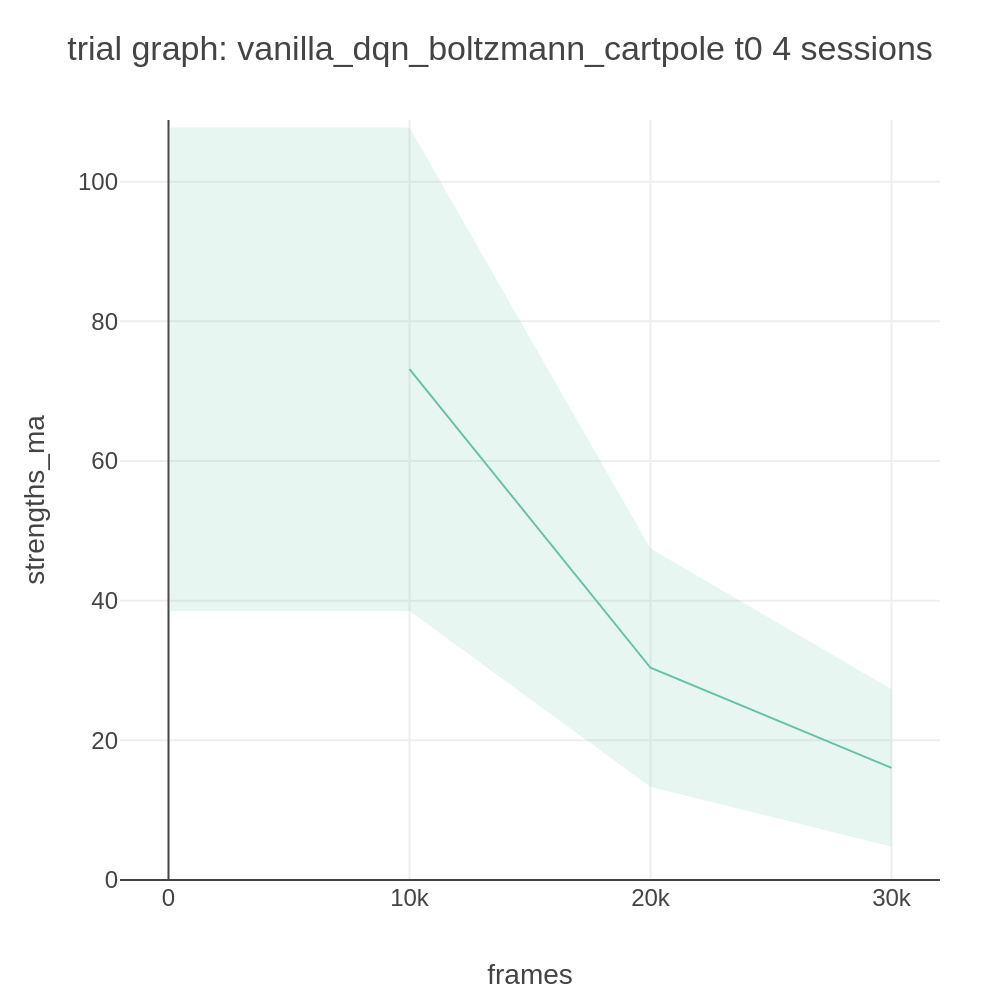 trial graph: vanilla_dqn_boltzmann_cartpole t0 4 sessions
strengths_ma
100
80
60
40
20
0
0 10k 20k 30k
frames